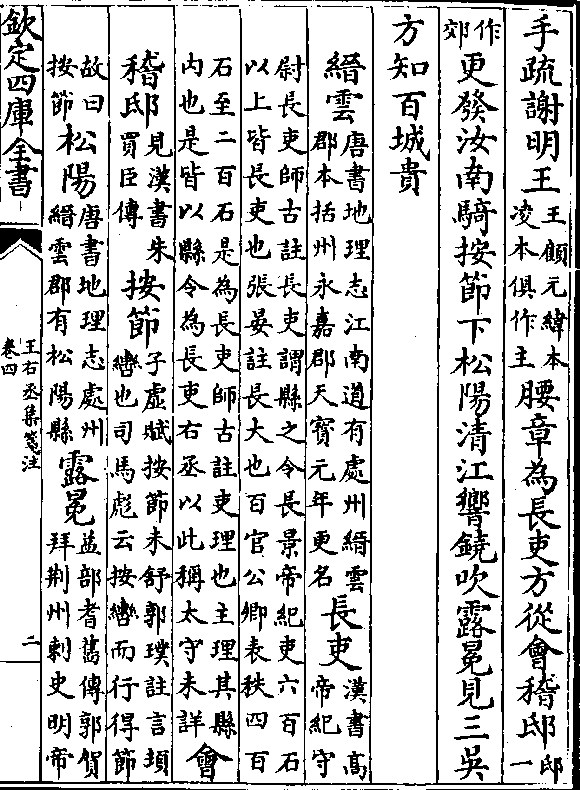 手疏謝明王王顧元緯本凌本俱作主腰章為長吏方從會稽邸邸一
作郊更發汝南騎按節下松陽清江響鐃吹露冕見三吳
方知百城貴
縉雲唐書地理志江南道有處州縉雲郡本括州永嘉郡天寳元年更名長吏漢書髙帝紀守
尉長吏師古註長吏謂縣之令長景帝紀吏六百石以上皆長吏也張晏註長大也百官公卿表秩四百
石至二百石是為長吏師古註吏理也主理其縣内也是皆以縣令為長吏右丞以此稱太守未詳會
稽邸見漢書朱買臣傳按節子虚賦按節未舒郭璞註言頊轡也司馬彪云按轡而行得節
故曰按節松陽唐書地理志處州縉雲郡有松陽縣露冕益部耆舊傳郭賀拜荆州刺史明帝
欽定四庫全書
王右丞集箋注
卷四
二